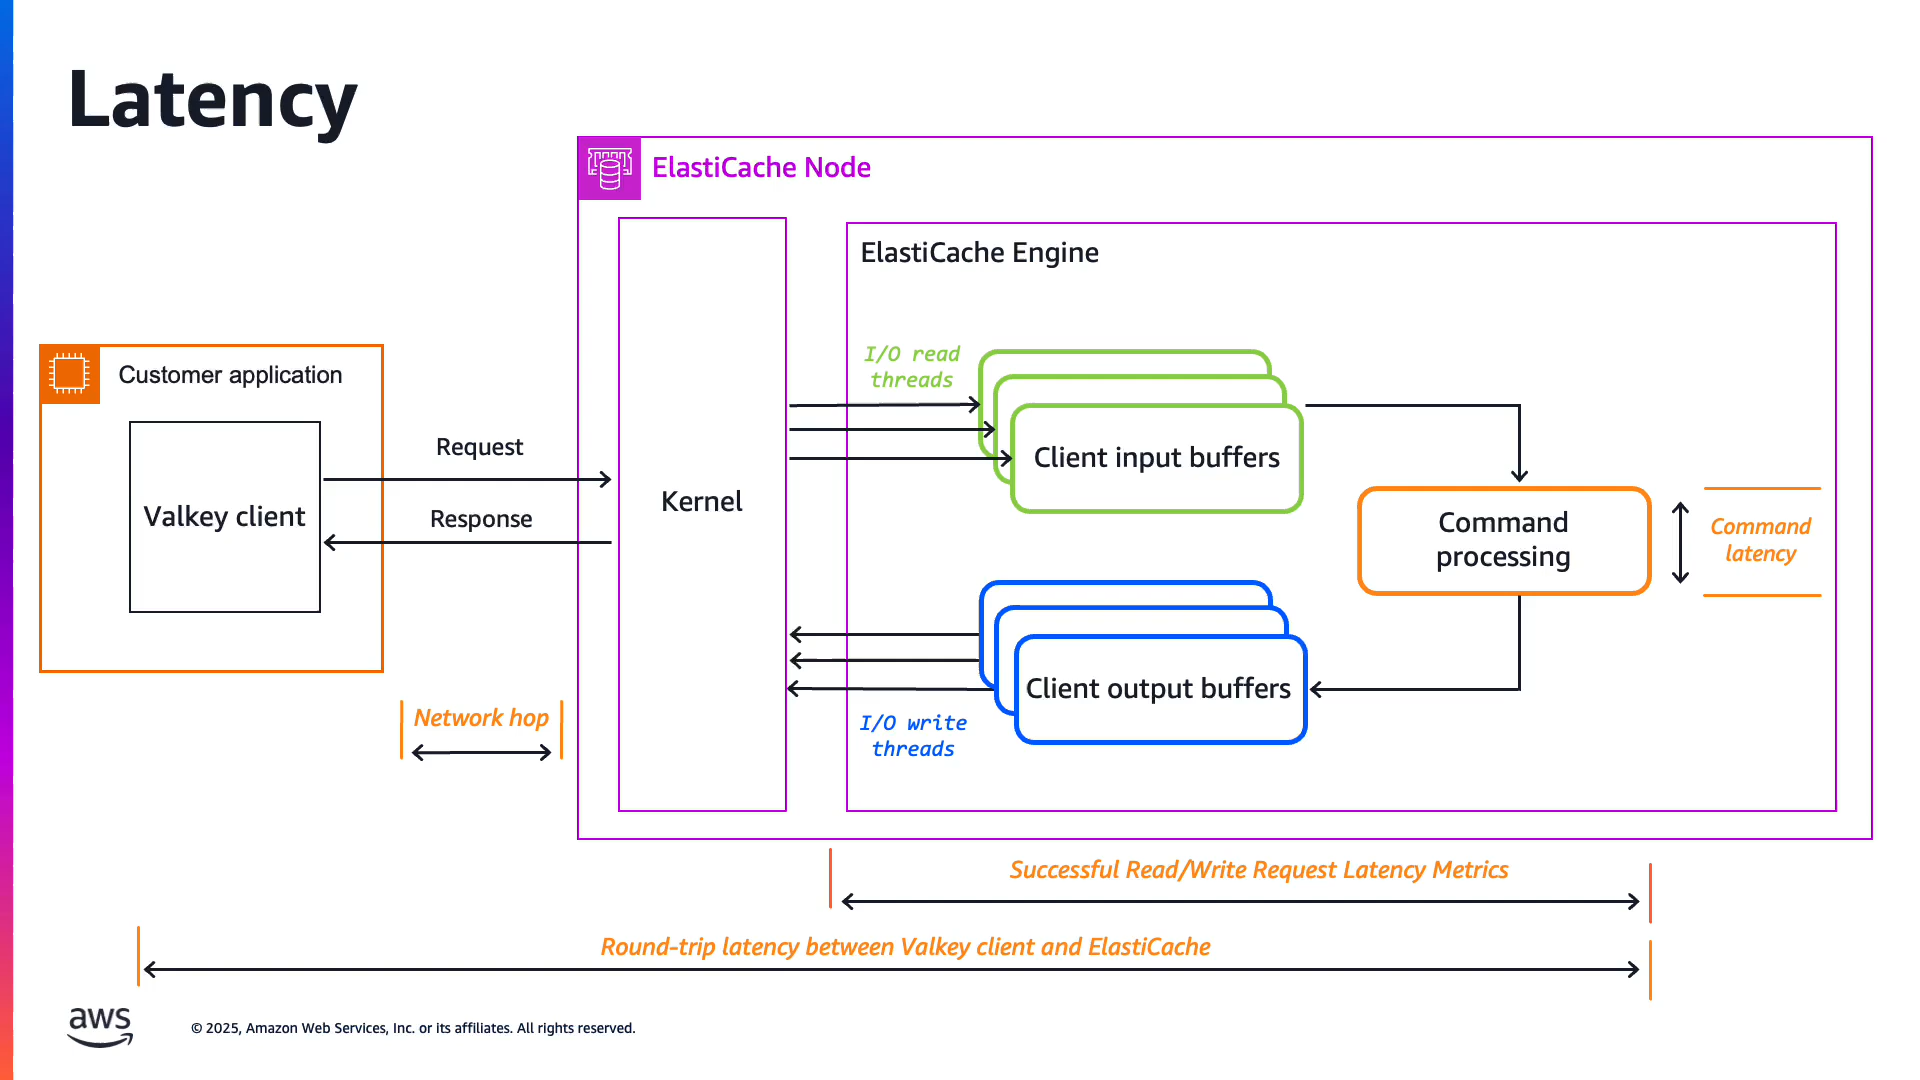 Latency
ElastiCache Node
ElastiCache Engine
I/O read
threads
Customer application
Request
Client input buffers
Kernel
Valkey client
Response
Command
processing
Command
latency
Client output buffers
Network hop
I/O write
threads
Successful Read/Write Request Latency Metrics
Round-trip latency between Valkey client and ElastiCache
aws
© 2025, Amazon Web Services, Inc. or its affiliates. All rights reserved.